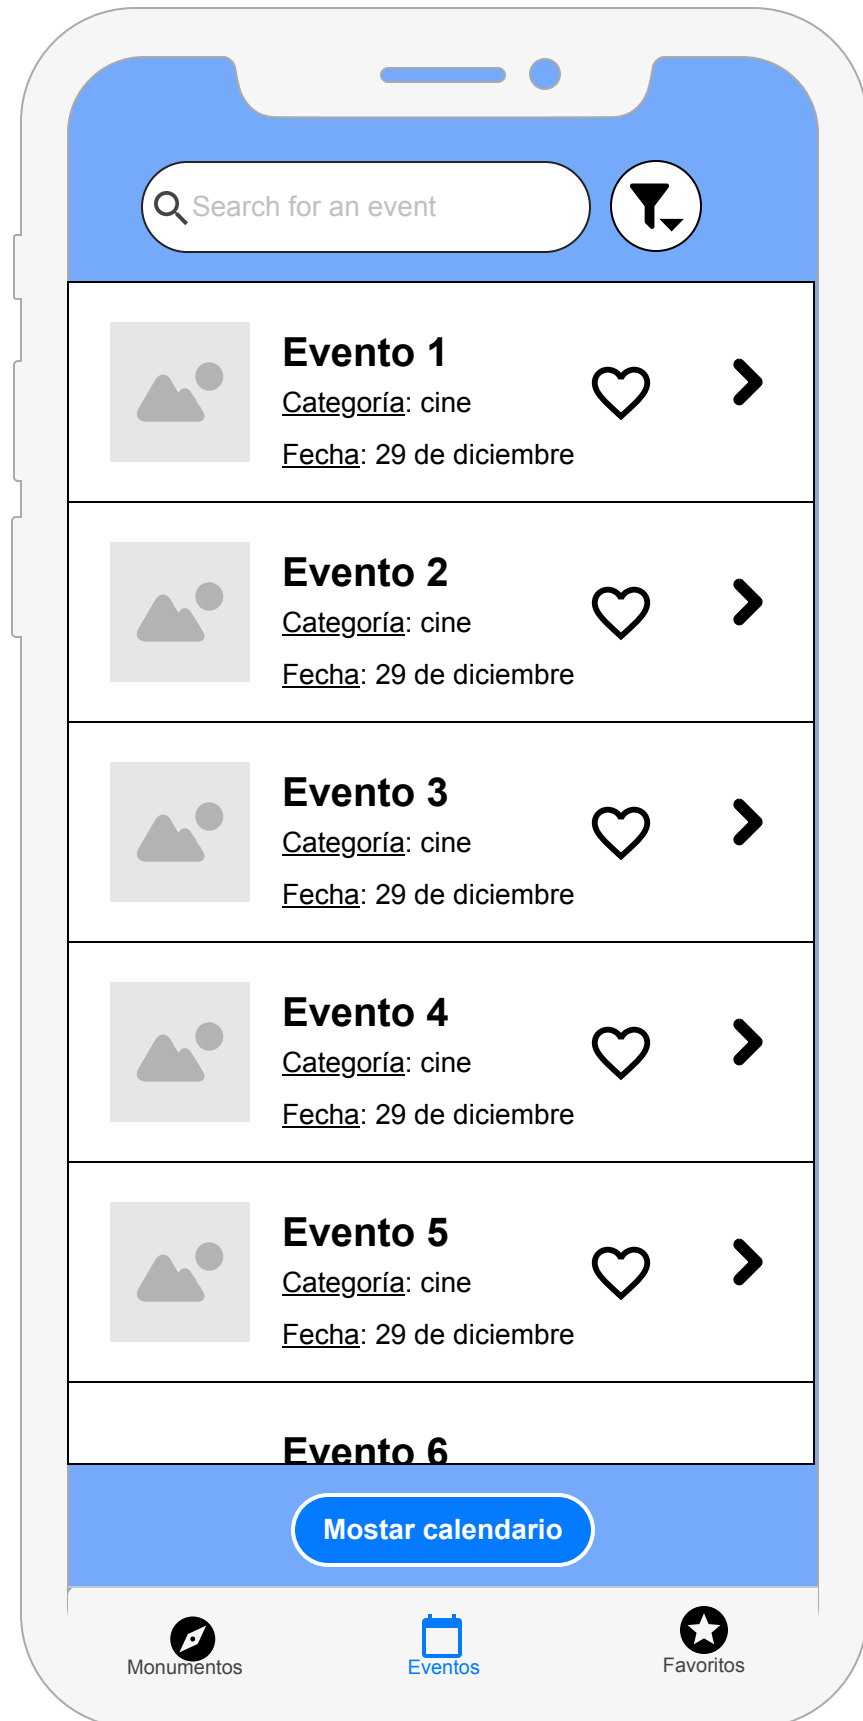 Search for an event
Evento 1
Categoría: cine
Fecha: 29 de diciembre
Evento 2
Categoría: cine
Fecha: 29 de diciembre
Evento 3
Categoría: cine
Fecha: 29 de diciembre
Evento 4
Categoría: cine
Fecha: 29 de diciembre
Evento 5
Categoría: cine
Fecha: 29 de diciembre
Evento 6
Mostar calendario
Monumentos
Eventos
Favoritos